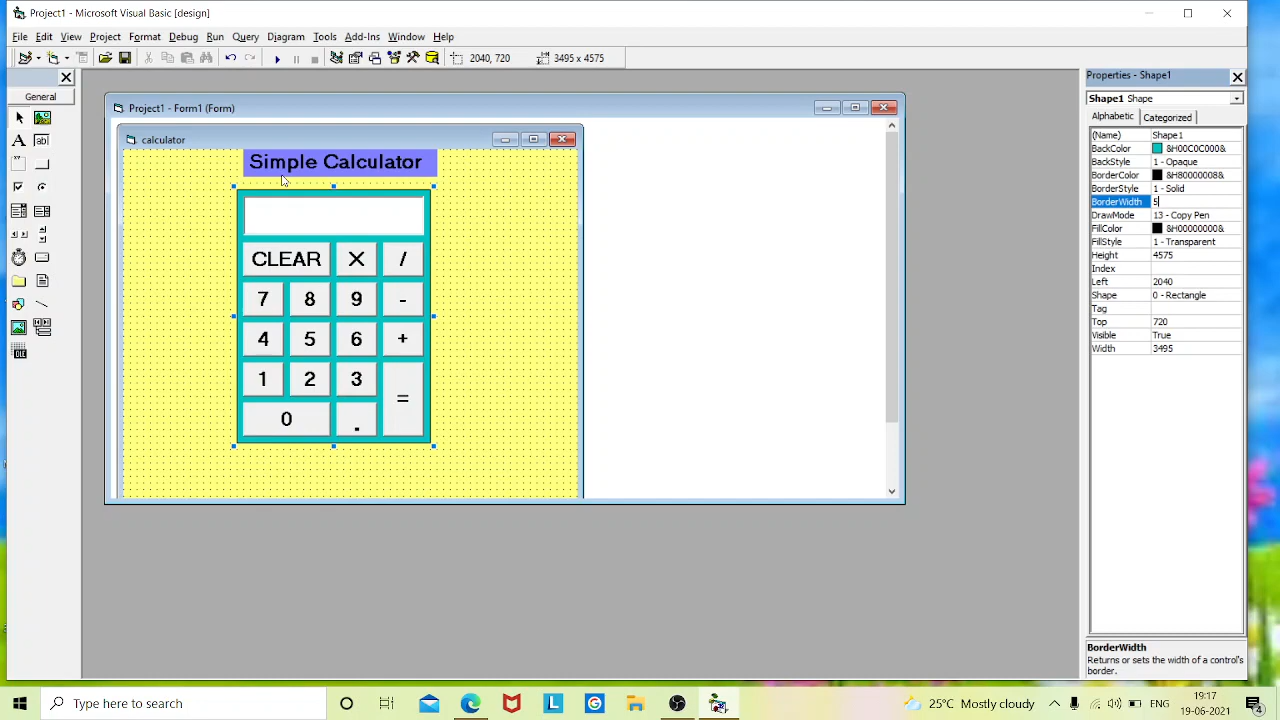 Project1 - Microsoft Visual Basic [design]
File Edit View Project Format Debug Run Query Diagram Tools Add-Ins Window Help
2040, 720 3495 x 4575
General
Project1 - Form1 (Form)
calculator
Simple Calculator
CLEAR X /
7 8 9 -
4 5 6 +
1 2 3 =
0 .
Properties - Shape1
Shape1 Shape
Alphabetic Categorized
(Name) Shape1
BackColor &H00C0C000&
BackStyle 1 - Opaque
BorderColor &H80000008&
BorderStyle 1 - Solid
BorderWidth 5
DrawMode 13 - Copy Pen
FillColor &H00000000&
FillStyle 1 - Transparent
Height 4575
Index
Left 2040
Shape 0 - Rectangle
Tag
Top 720
Visible True
Width 3495
BorderWidth
Returns or sets the width of a control's
border.
Type here to search
25°C Mostly cloudy
ENG
19:17
19-06-2021
4